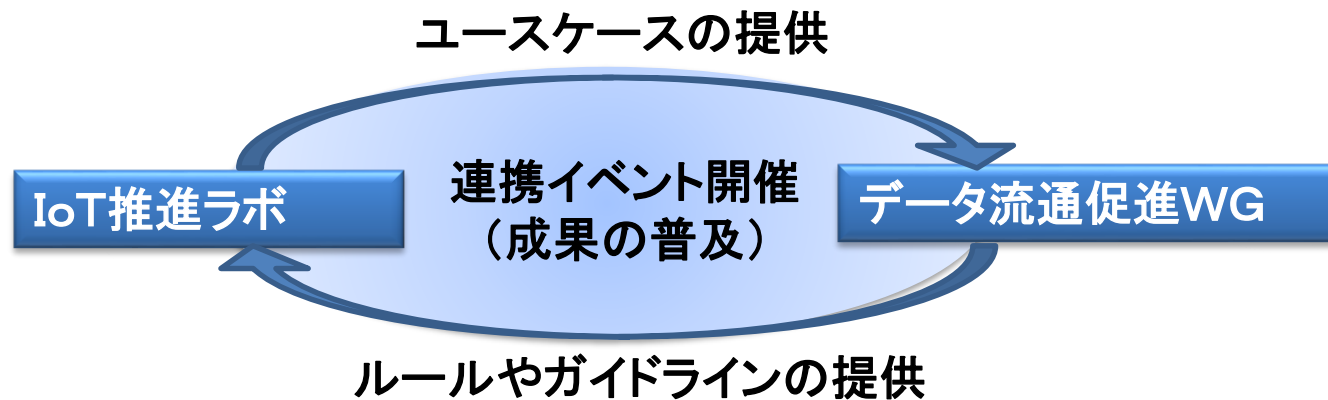 ユースケースの提供
連携イベント開催
（成果の普及）
IoT推進ラボ
データ流通促進WG
ルールやガイドラインの提供